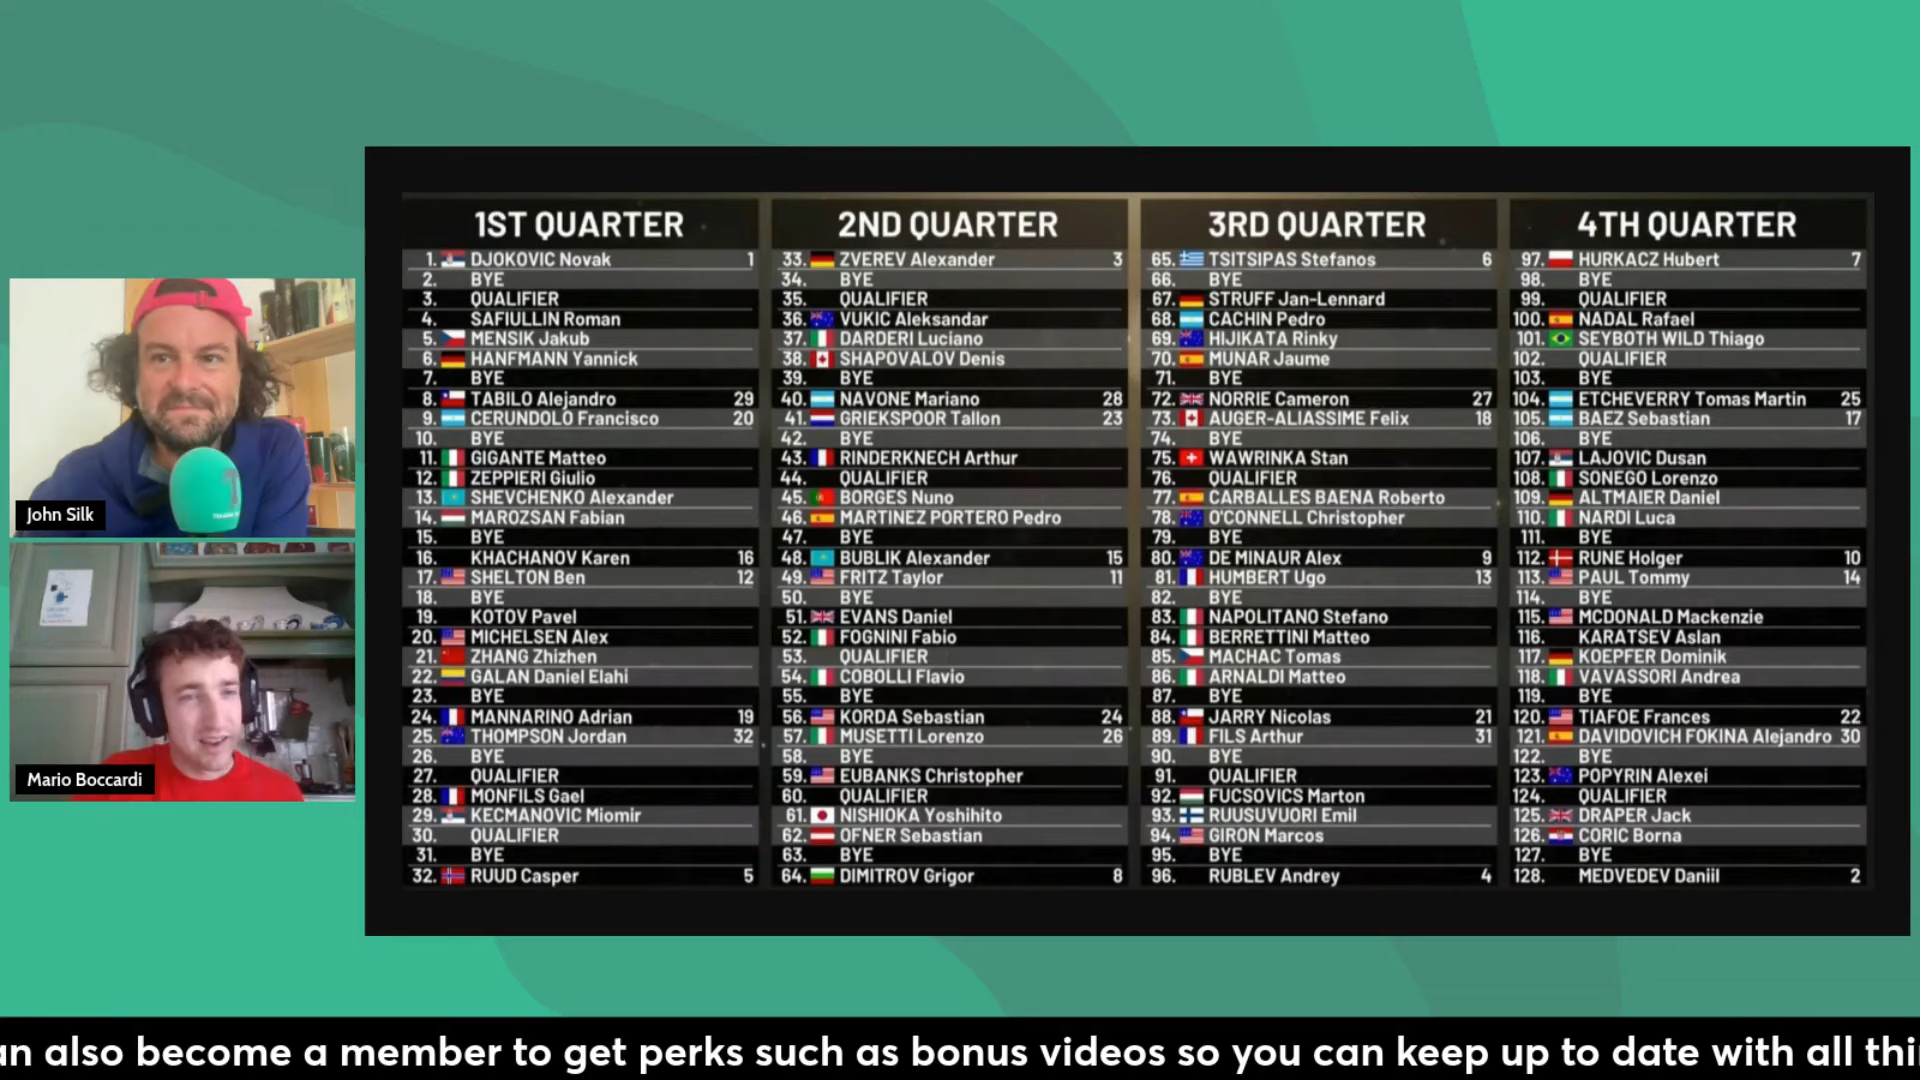 1ST QUARTER
1. DJOKOVIC Novak 1
2. BYE
3. QUALIFIER
4. SAFIULLIN Roman
5. MENSIK Jakub
6. HANFMANN Yannick
7. BYE
8. TABILO Alejandro 29
9. CERUNDOLO Francisco 20
10. BYE
11. GIGANTE Matteo
12. ZEPPIERI Giulio
13. SHEVCHENKO Alexander
14. MAROZSAN Fabian
15. BYE
16. KHACHANOV Karen 16
17. SHELTON Ben 12
18. BYE
19. KOTOV Pavel
20. MICHELSEN Alex
21. ZHANG Zhizhen
22. GALAN Daniel Elahi
23. BYE
24. MANNARINO Adrian 19
25. THOMPSON Jordan 32
26. BYE
27. QUALIFIER
28. MONFILS Gael
29. KECMANOVIC Miomir
30. QUALIFIER
31. BYE
32. RUUD Casper 5
2ND QUARTER
33. ZVEREV Alexander 3
34. BYE
35. QUALIFIER
36. VUKIC Aleksandar
37. DARDERI Luciano
38. SHAPOVALOV Denis
39. BYE
40. NAVONE Mariano 28
41. GRIEKSPOOR Tallon 23
42. BYE
43. RINDERKNECH Arthur
44. QUALIFIER
45. BORGES Nuno
46. MARTINEZ PORTERO Pedro
47. BYE
48. BUBLIK Alexander 15
49. FRITZ Taylor 11
50. BYE
51. EVANS Daniel
52. FOGNINI Fabio
53. QUALIFIER
54. COBOLLI Flavio
55. BYE
56. KORDA Sebastian 24
57. MUSETTI Lorenzo 26
58. BYE
59. EUBANKS Christopher
60. QUALIFIER
61. NISHIOKA Yoshihito
62. OFNER Sebastian
63. BYE
64. DIMITROV Grigor 8
3RD QUARTER
65. TSITSIPAS Stefanos 6
66. BYE
67. STRUFF Jan-Lennard
68. CACHIN Pedro
69. HIJIKATA Rinky
70. MUNAR Jaume
71. BYE
72. NORRIE Cameron 27
73. AUGER-ALIASSIME Felix 18
74. BYE
75. WAWRINKA Stan
76. QUALIFIER
77. CARBALLES BAENA Roberto
78. O'CONNELL Christopher
79. BYE
80. DE MINAUR Alex 9
81. HUMBERT Ugo 13
82. BYE
83. NAPOLITANO Stefano
84. BERRETTINI Matteo
85. MACHAC Tomas
86. ARNALDI Matteo
87. BYE
88. JARRY Nicolas 21
89. FILS Arthur 31
90. BYE
91. QUALIFIER
92. FUCSOVICS Marton
93. RUUSUVUORI Emil
94. GIRON Marcos
95. BYE
96. RUBLEV Andrey 4
4TH QUARTER
97. HURKACZ Hubert 7
98. BYE
99. QUALIFIER
100. NADAL Rafael
101. SEYBOTH WILD Thiago
102. QUALIFIER
103. BYE
104. ETCHEVERRY Tomas Martin 25
105. BAEZ Sebastian 17
106. BYE
107. LAJOVIC Dusan
108. SONEGO Lorenzo
109. ALTMAIER Daniel
110. NARDI Luca
111. BYE
112. RUNE Holger 10
113. PAUL Tommy 14
114. BYE
115. MCDONALD Mackenzie
116. KARATSEV Aslan
117. KOEPFER Dominik
118. VAVASSORI Andrea
119. BYE
120. TIAFOE Frances 22
121. DAVIDOVICH FOKINA Alejandro 30
122. BYE
123. POPYRIN Alexei
124. QUALIFIER
125. DRAPER Jack
126. CORIC Borna
127. BYE
128. MEDVEDEV Daniil 2
John Silk
Mario Boccardi
an also become a member to get perks such as bonus videos so you can keep up to date with all thi